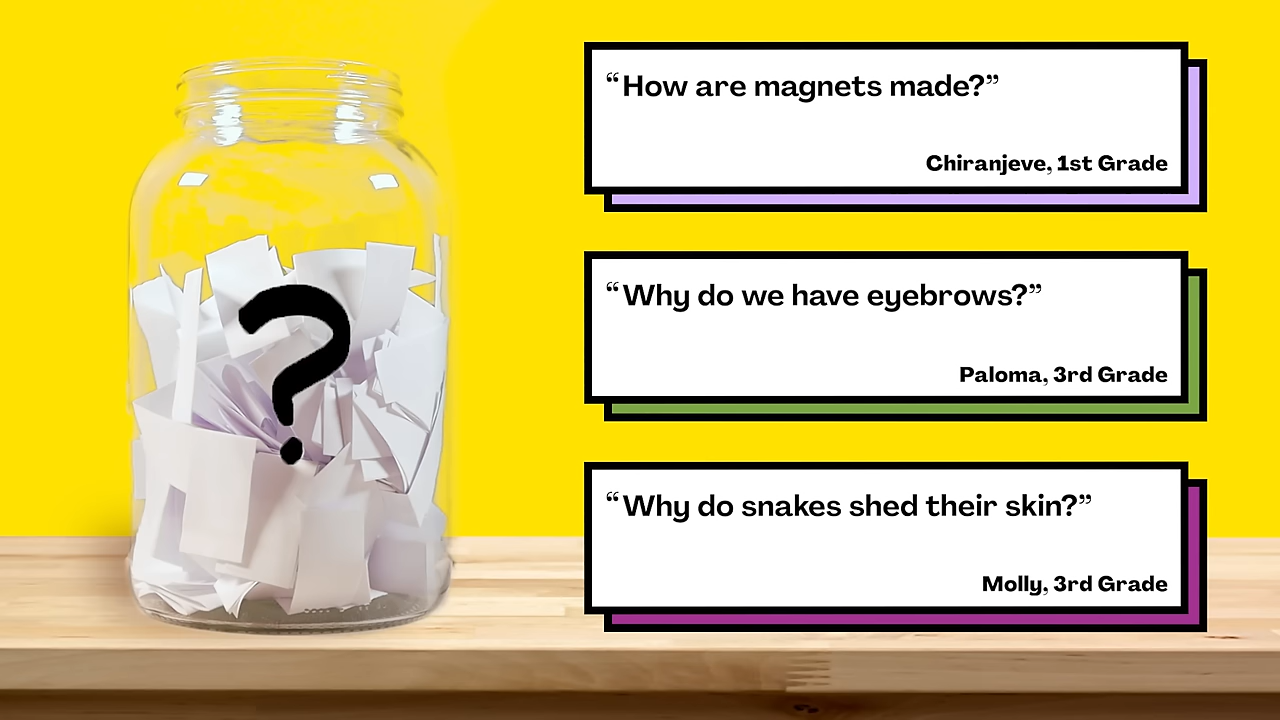 ?
“How are magnets made?”
Chiranjeve, 1st Grade
“Why do we have eyebrows?”
Paloma, 3rd Grade
“Why do snakes shed their skin?”
Molly, 3rd Grade